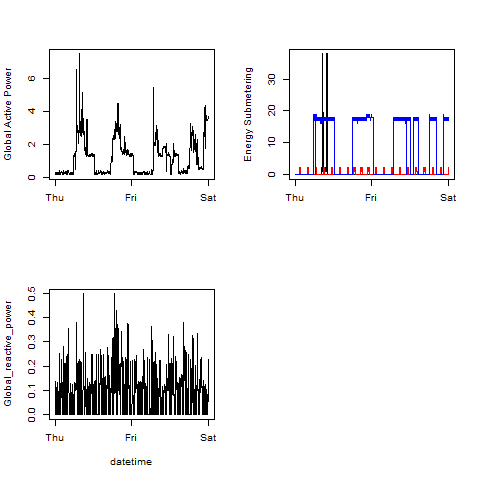 Global Active Power
0 2 4 6
Thu Fri Sat
Energy Submetering
0 10 20 30
Thu Fri Sat
Global_reactive_power
0.0 0.1 0.2 0.3 0.4 0.5
Thu Fri Sat
datetime